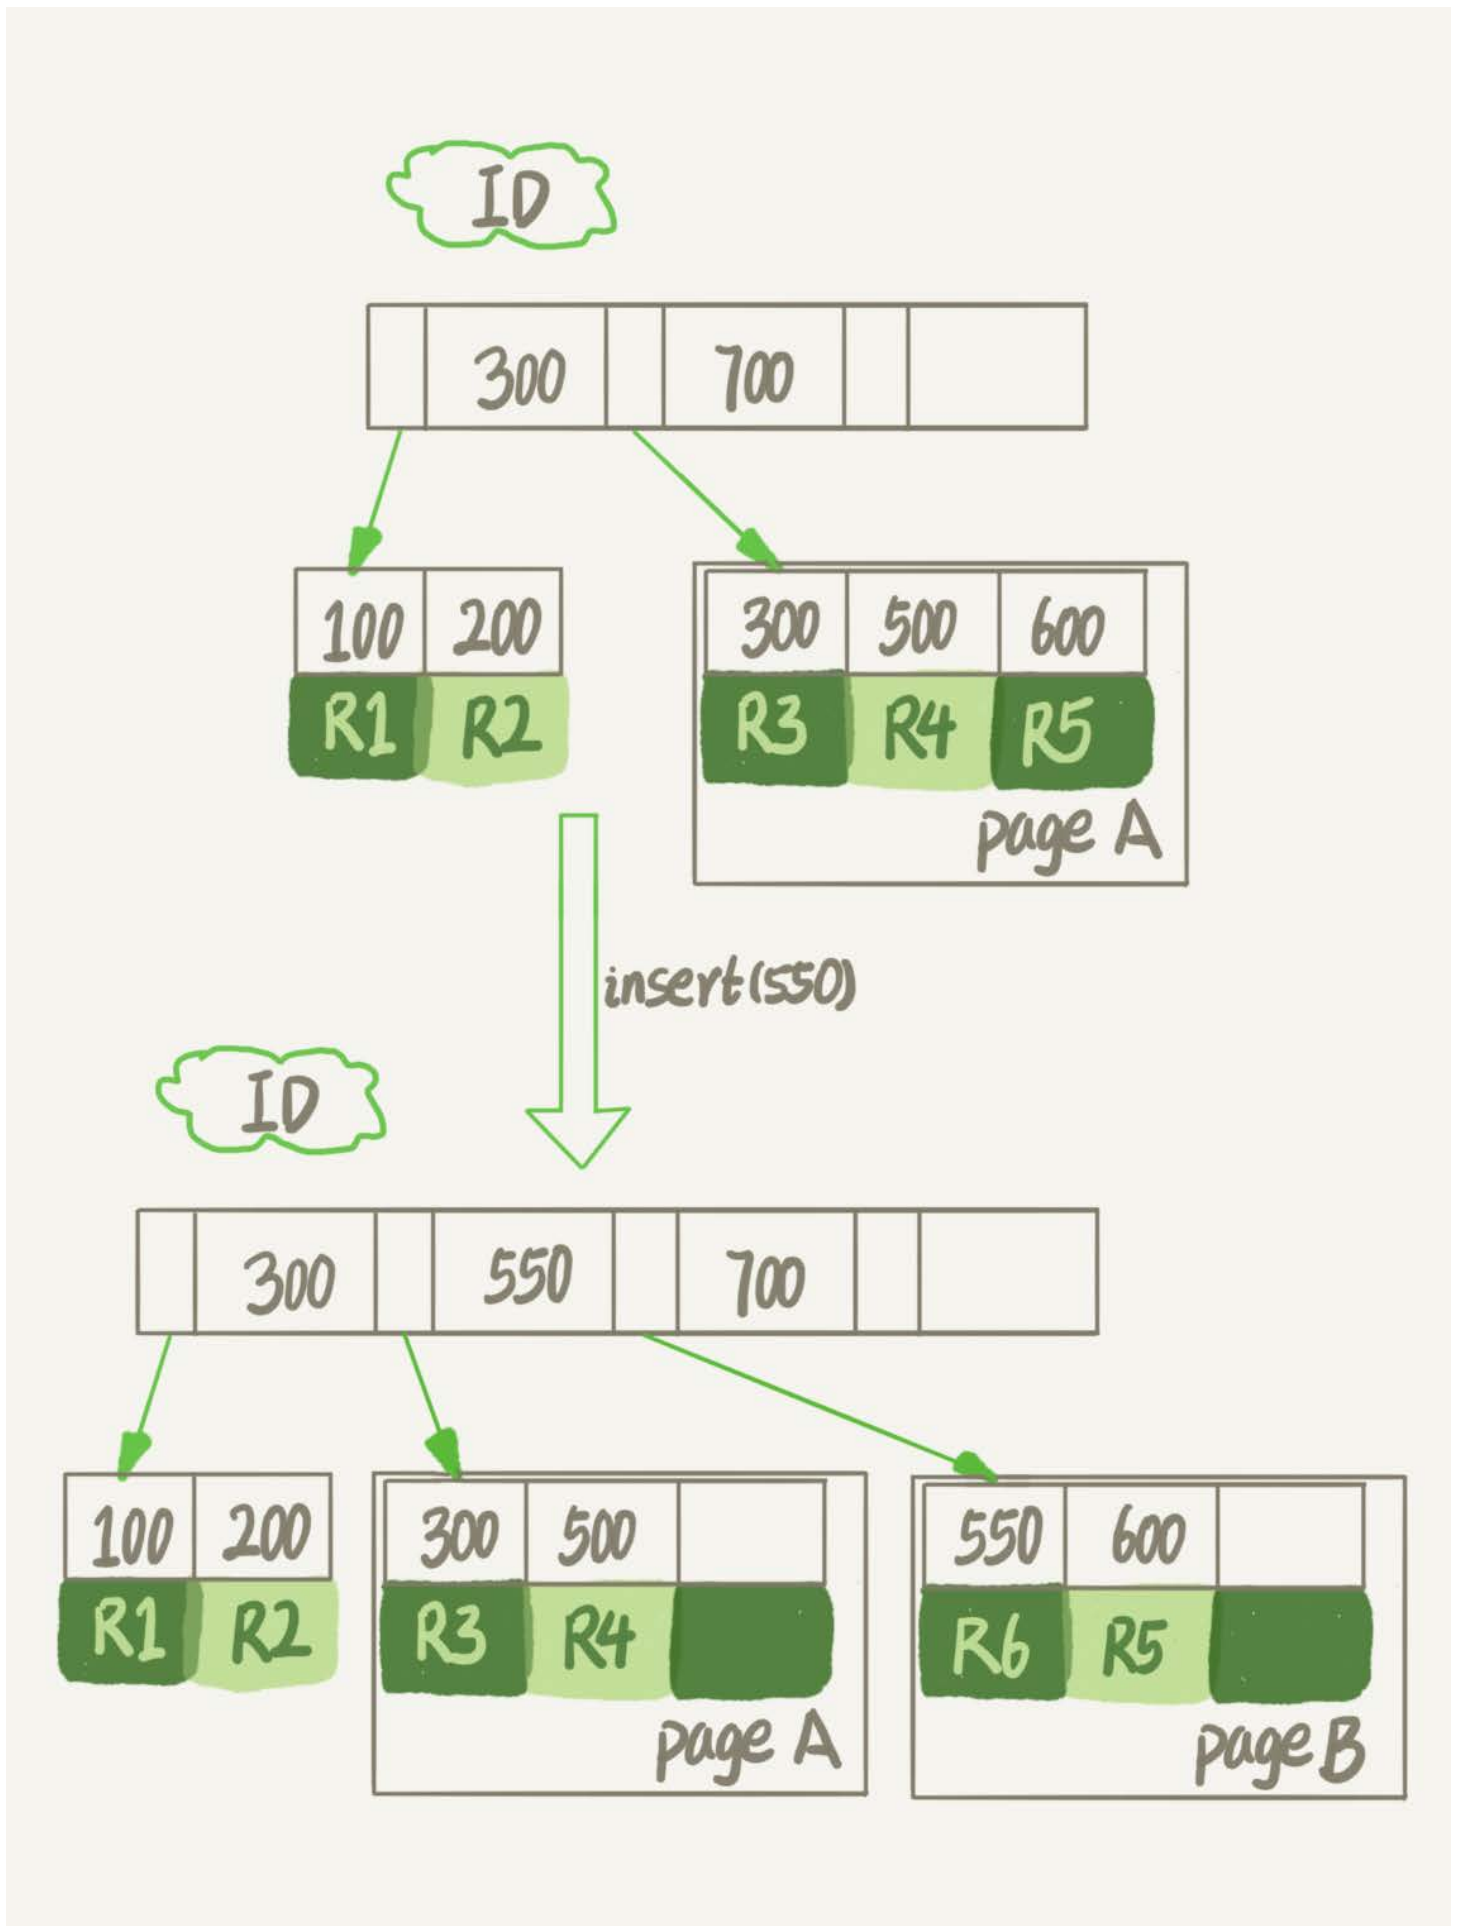 ID
300 700
100 200 300 500 600
R1 R2 R3 R4 R5
page A
insert(550)
ID
300 550 700
100 200 300 500 550 600
R1 R2 R3 R4 R6 R5
page A page B